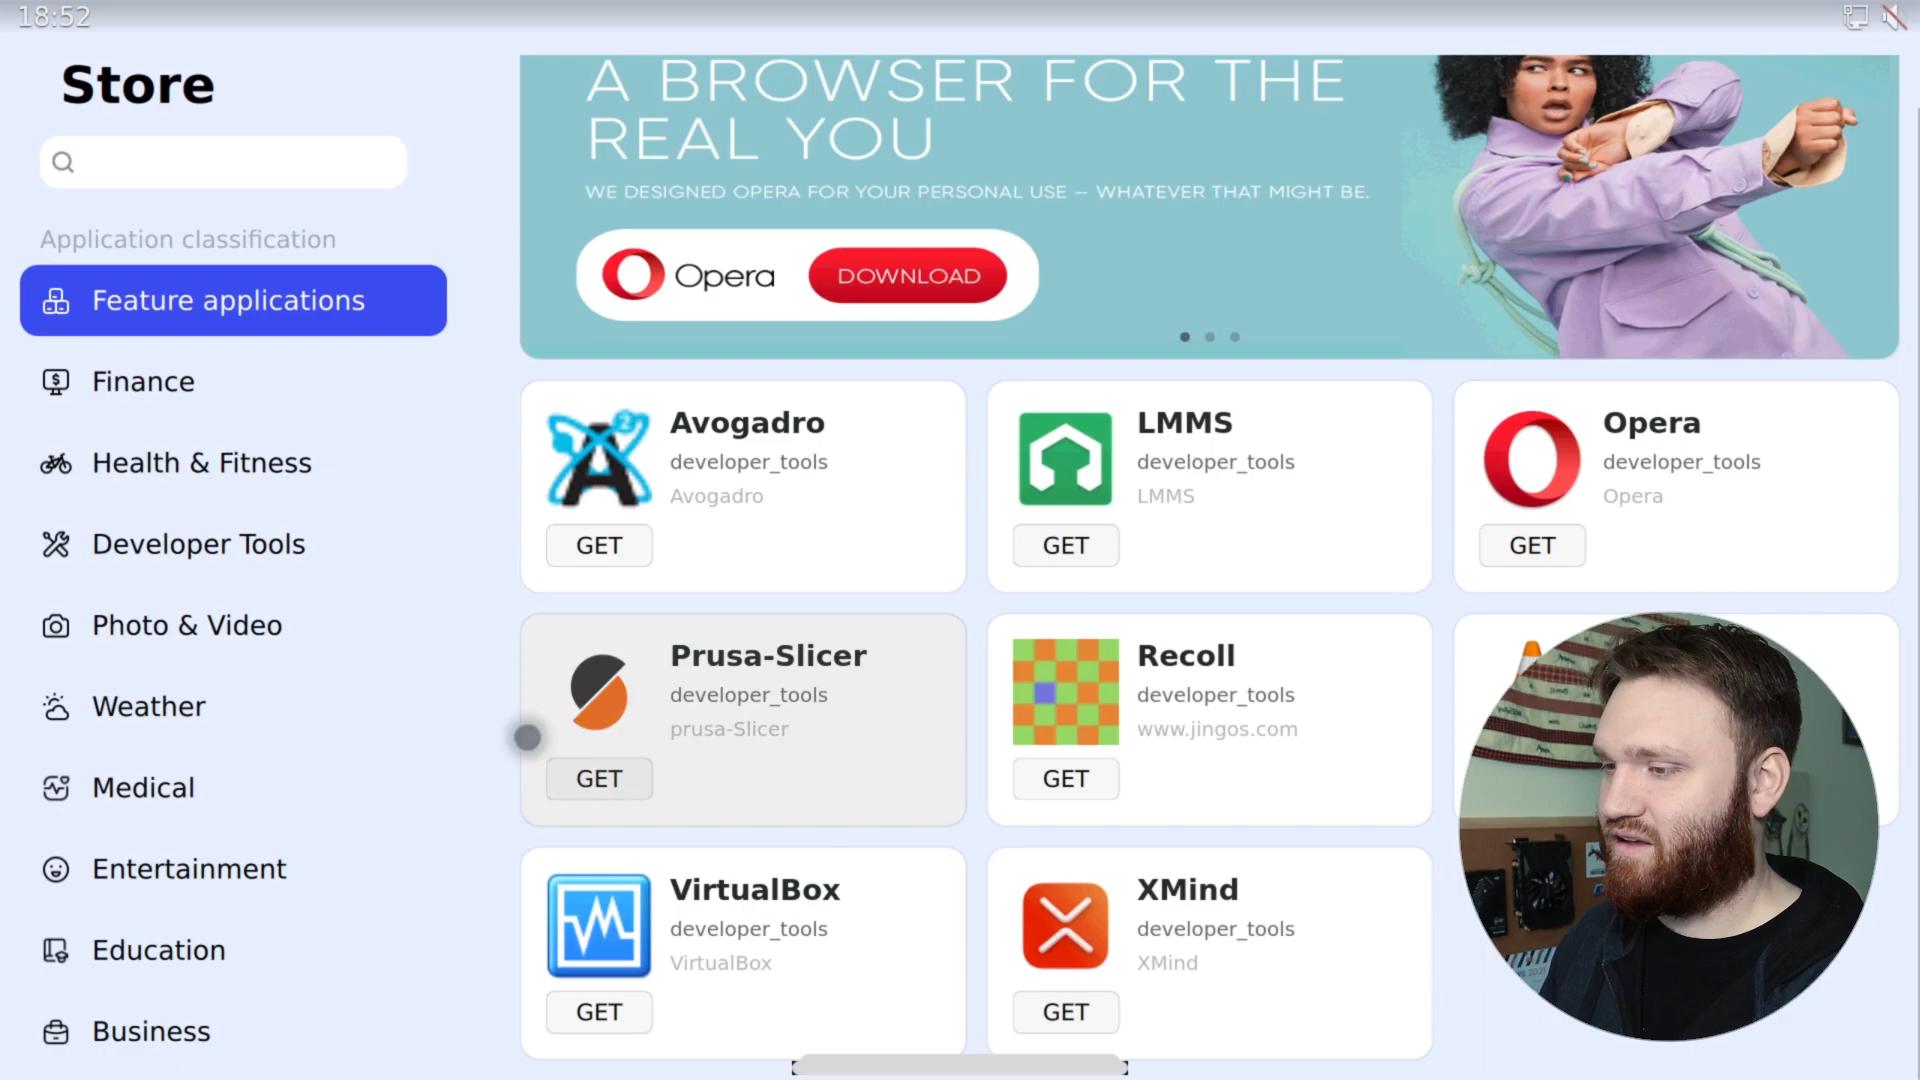 18:52
Store
Application classification
Feature applications
Finance
Health & Fitness
Developer Tools
Photo & Video
Weather
Medical
Entertainment
Education
Business
A BROWSER FOR THE
REAL YOU
WE DESIGNED OPERA FOR YOUR PERSONAL USE – WHATEVER THAT MIGHT BE.
Opera
DOWNLOAD
Avogadro
developer_tools
Avogadro
GET
LMMS
developer_tools
LMMS
GET
Opera
developer_tools
Opera
GET
Prusa-Slicer
developer_tools
prusa-Slicer
GET
Recoll
developer_tools
www.jingos.com
GET
VirtualBox
developer_tools
VirtualBox
GET
XMind
developer_tools
XMind
GET